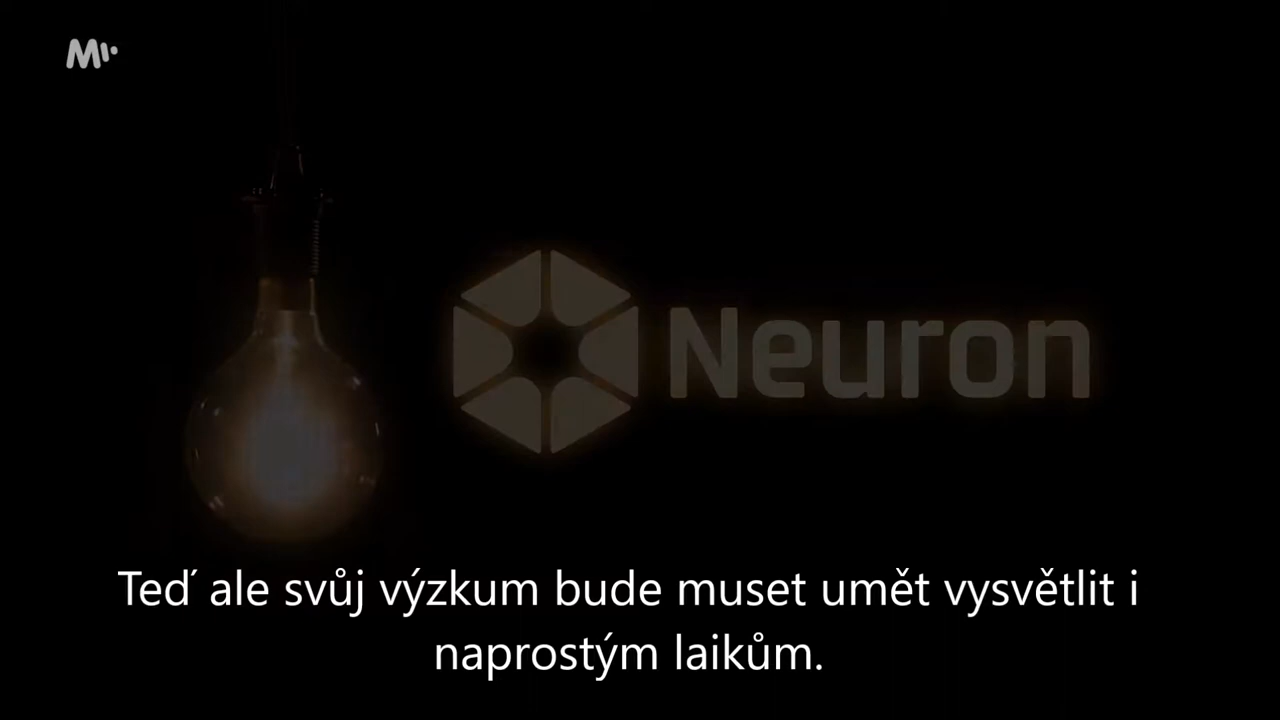 Neuron
Teď ale svůj výzkum bude muset umět vysvětlit i
naprostým laikům.